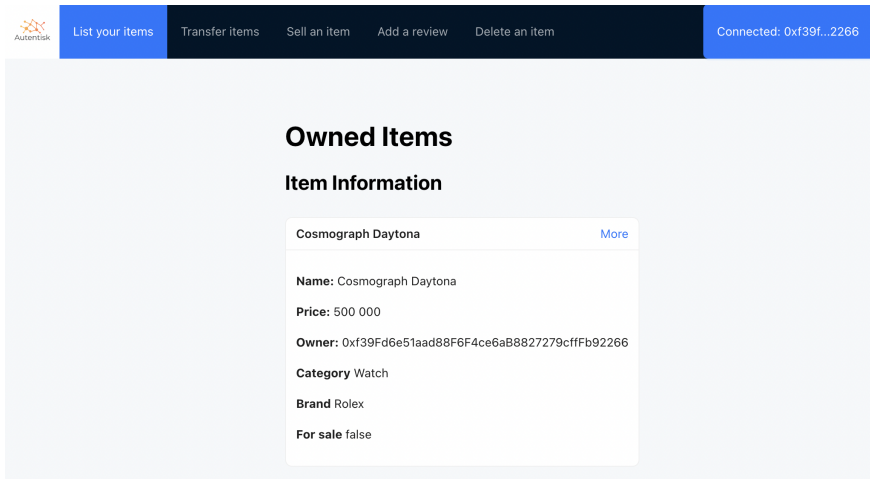 Autentisk
List your items
Transfer items
Sell an item
Add a review
Delete an item
Connected: 0xf39f...2266
Owned Items
Item Information
Cosmograph Daytona
More
Name: Cosmograph Daytona
Price: 500 000
Owner: 0xf39Fd6e51aad88F6F4ce6aB8827279cffFb92266
Category Watch
Brand Rolex
For sale false